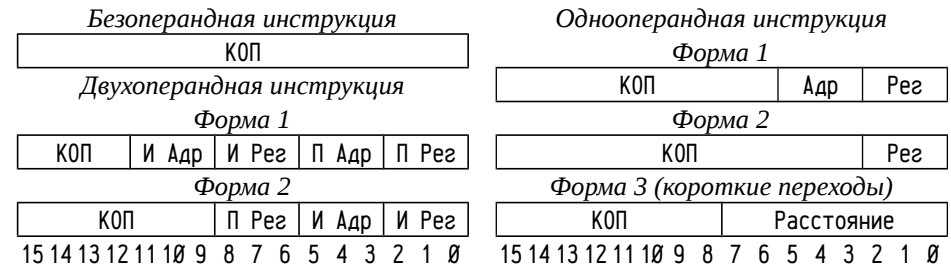 Безоперандная инструкция
КОП
Двухоперандная инструкция
Форма 1
КОП И Адр И Рег П Адр П Рег
Форма 2
КОП П Рег И Адр И Рег
15 14 13 12 11 10 9 8 7 6 5 4 3 2 1 0
Однооперандная инструкция
Форма 1
КОП Адр Рег
Форма 2
КОП Рег
Форма 3 (короткие переходы)
КОП Расстояние
15 14 13 12 11 10 9 8 7 6 5 4 3 2 1 0